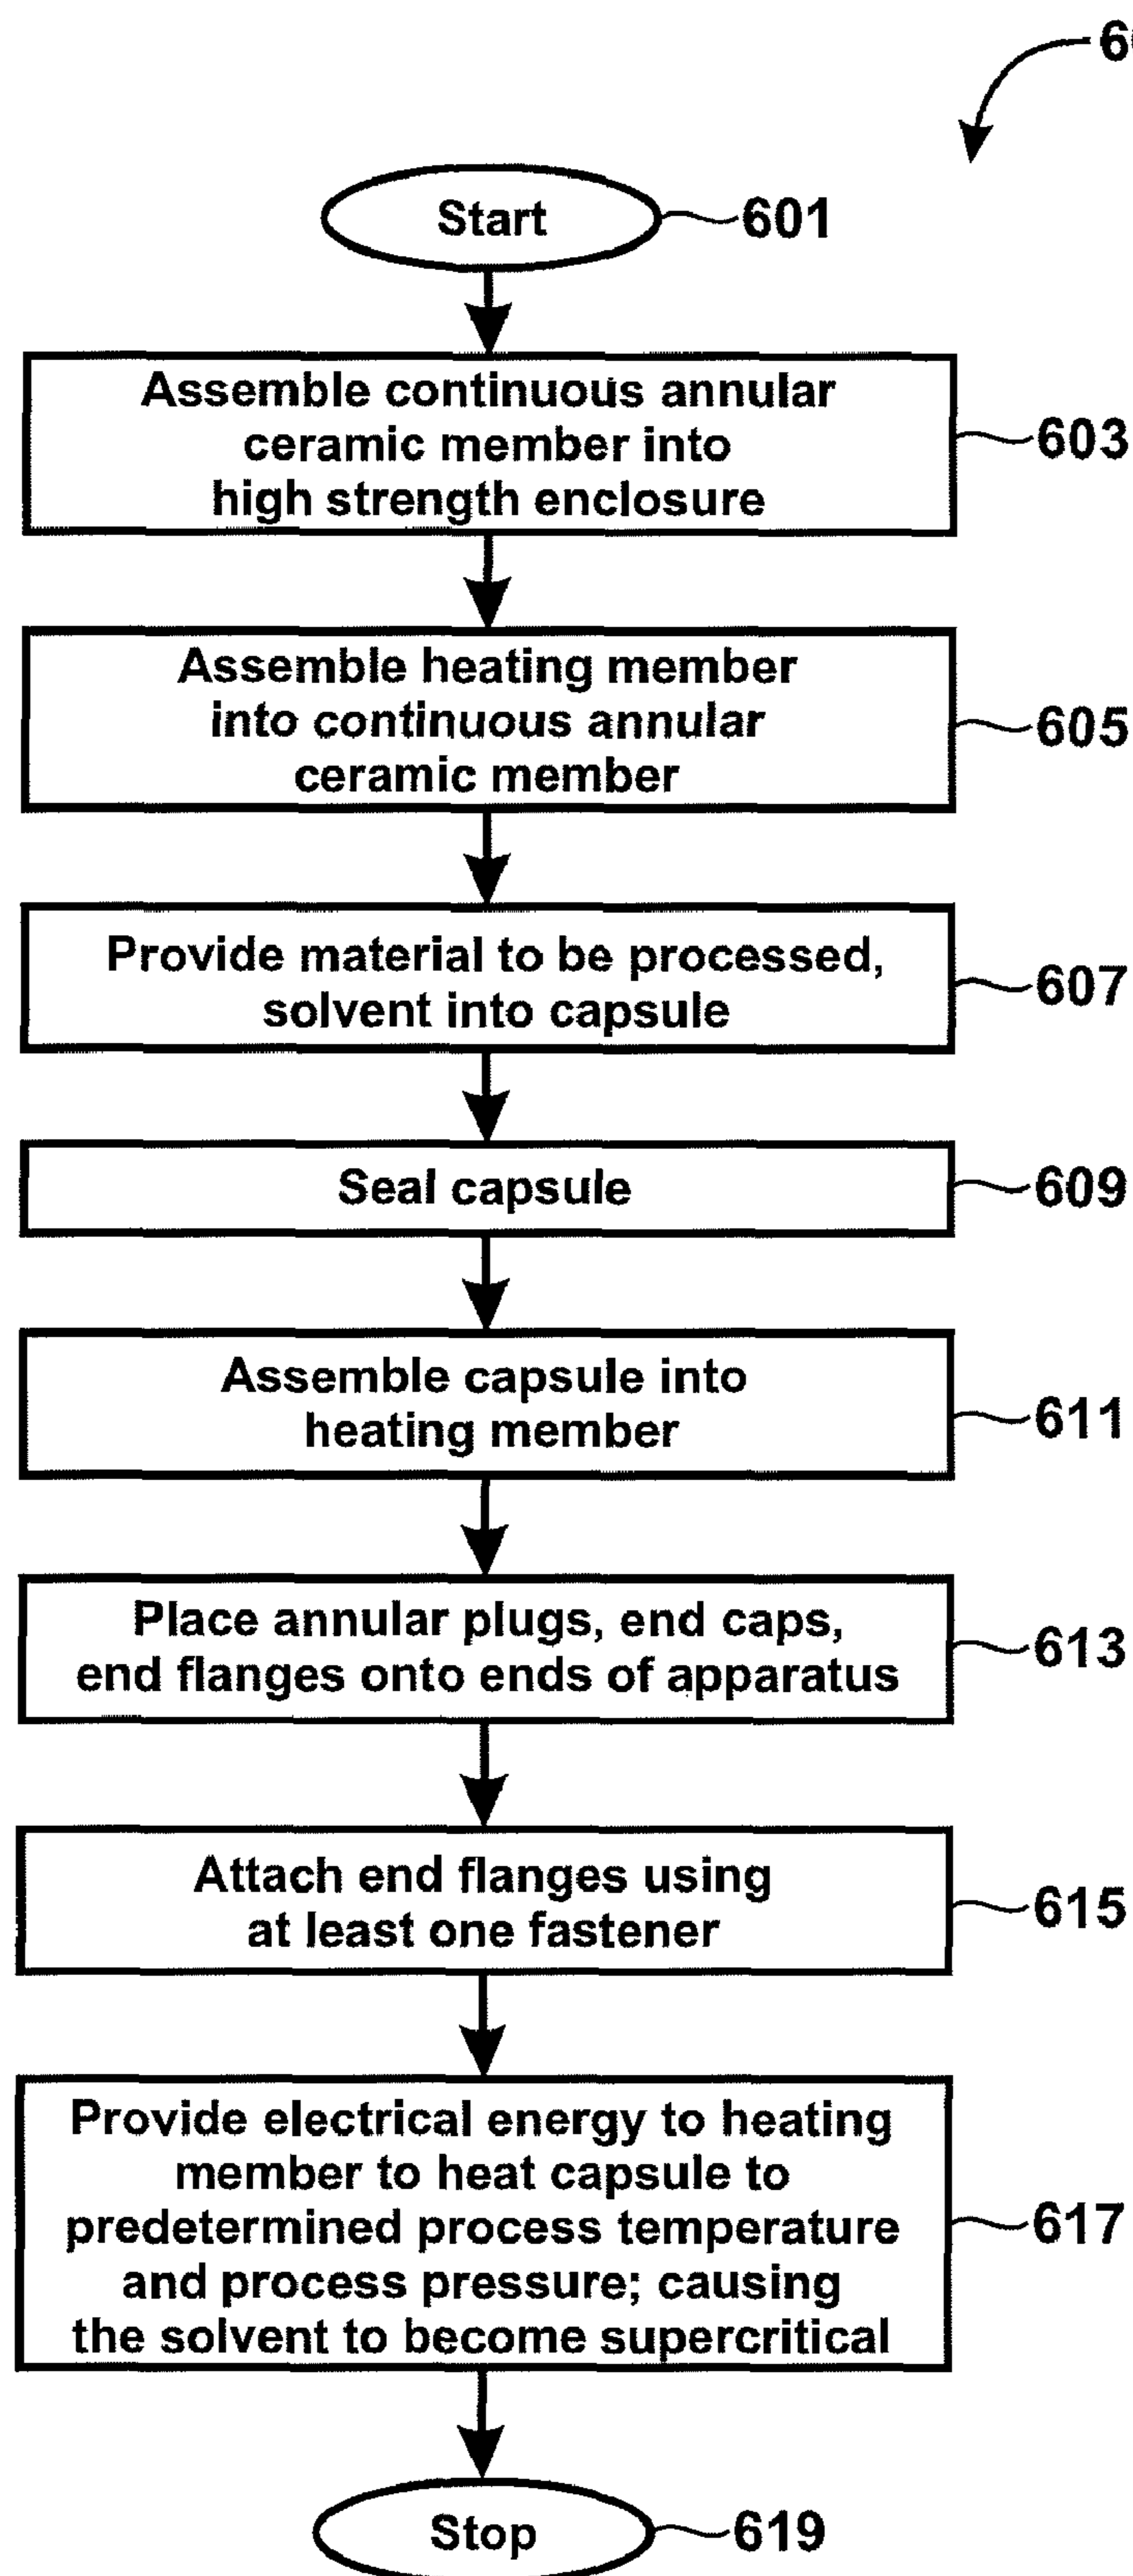 Start
601
Assemble continuous annular
ceramic member into
high strength enclosure
603
Assemble heating member
into continuous annular
ceramic member
605
Provide material to be processed,
solvent into capsule
607
Seal capsule
609
Assemble capsule into
heating member
611
Place annular plugs, end caps,
end flanges onto ends of apparatus
613
Attach end flanges using
at least one fastener
615
Provide electrical energy to heating
member to heat capsule to
predetermined process temperature
and process pressure; causing
the solvent to become supercritical
617
Stop
619